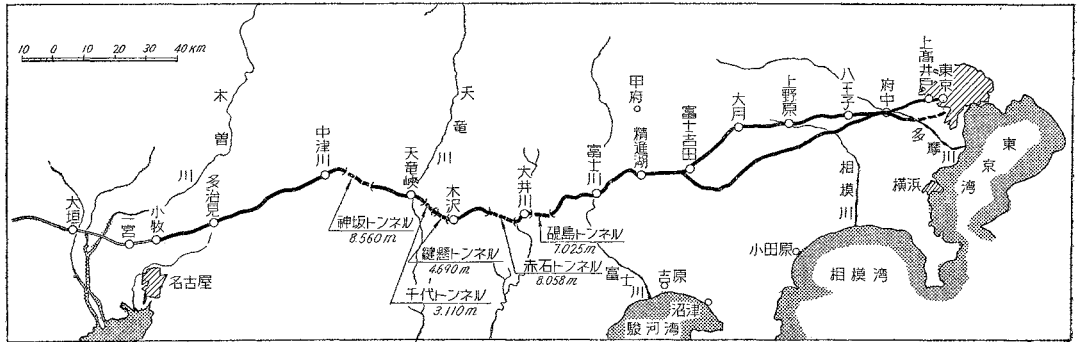 10 0 10 20 30 40 km.
木曽川
天竜川
大垣
一宮
小牧
多治見
名古屋
中津川
神坂トンネル
8.560m
天竜峡
鍵懸トンネル
4.690m
千代トンネル
3.110m
木沢
赤石トンネル
8.058m
大井川
硯島トンネル
7.025m
富士川
富士川
甲府
精進湖
富士吉田
吉原
沼津
駿河湾
大月
上野原
八王子
府中
上高井戸
東京
多摩川
相模川
横浜
東京湾
小田原
相模湾